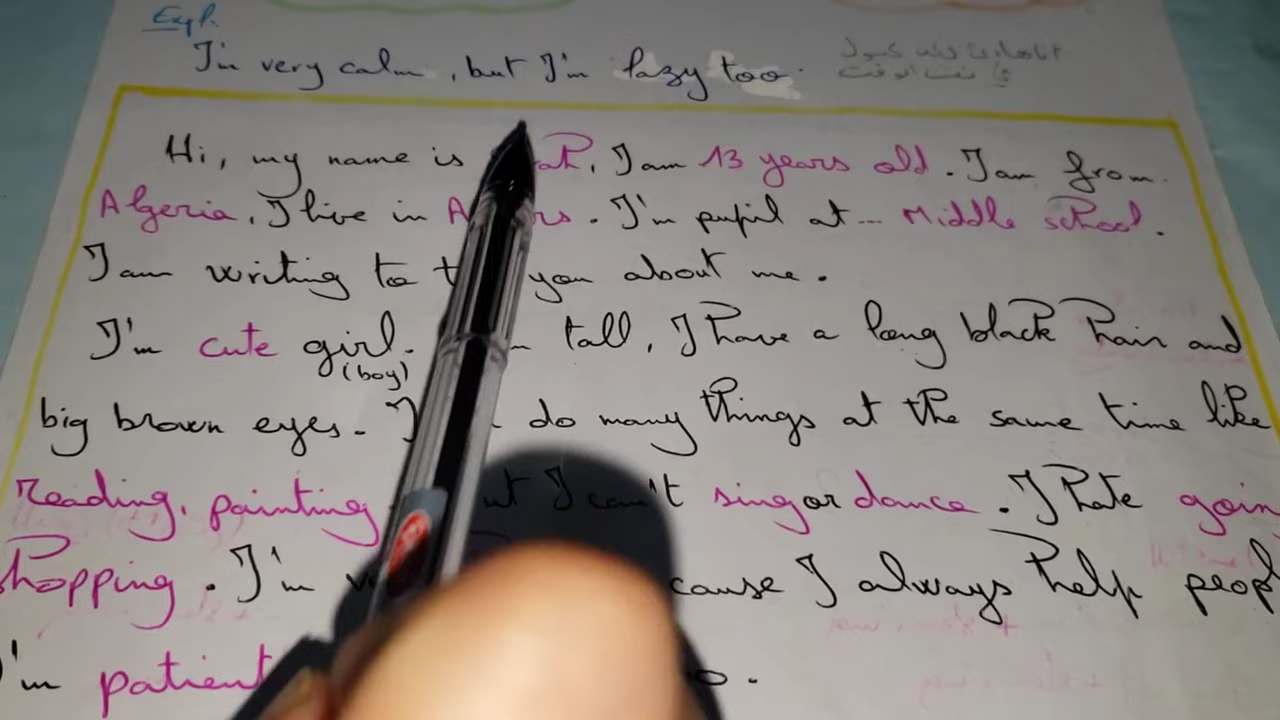 Expl.
I'm very calm, but I'm lazy too.
Hi, my name is I am 13 years old. I am from
Algeria, I live in I'm pupil at... Middle school.
I am writing to you about me.
I'm cute girl. tall, I have a long black hair and
(boy)
big brown eyes. I do many things at the same time like
Reading, painting I can't sing or dance. I hate goin
shopping. I'm cause I always help peopl
I'm patient